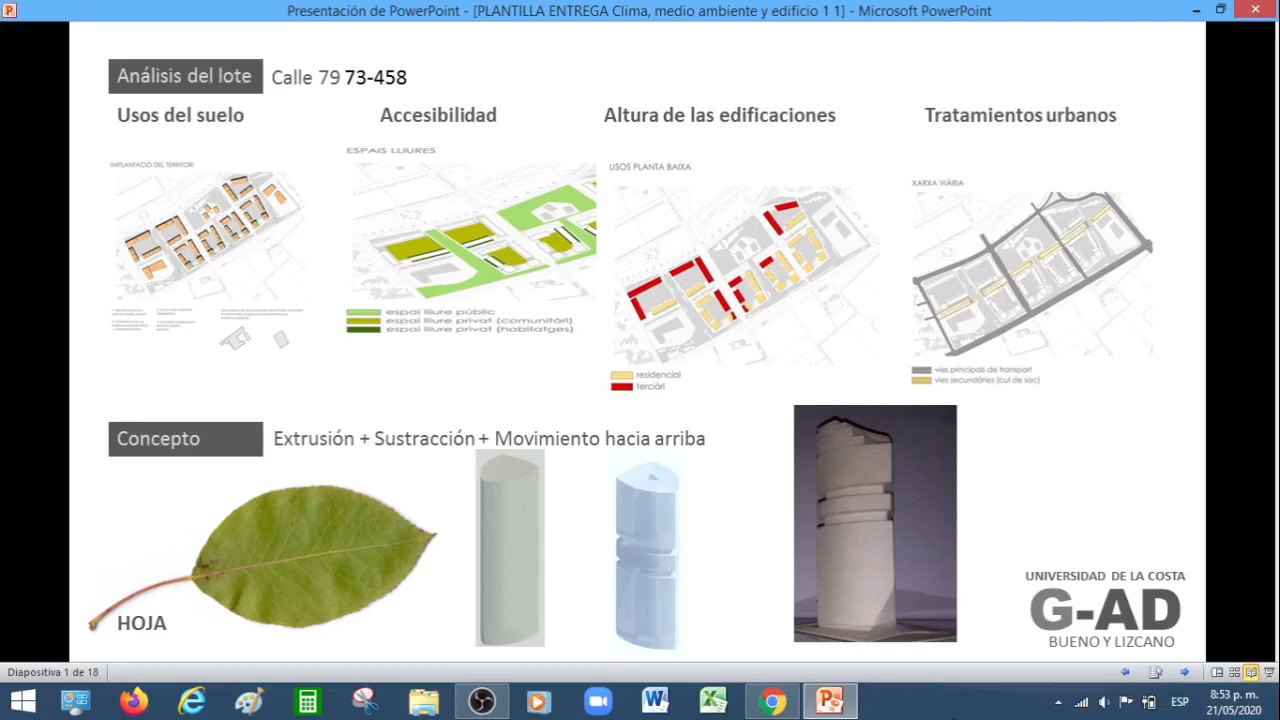 Presentación de PowerPoint - [PLANTILLA ENTREGA Clima, medio ambiente y edificio 1 1] - Microsoft PowerPoint
Análisis del lote
Calle 79 73-458
Usos del suelo
Accesibilidad
Altura de las edificaciones
Tratamientos urbanos
IMPLANTACIÓ DEL TERRITORI
ESPAIS LLIURES
USOS PLANTA BAIXA
XARXA VIÀRIA
espai lliure públic
espai lliure privat (comunitàri)
espai lliure privat (habitatges)
residencial
terciàri
vies principals de transport
vies secundàries (cul de sac)
Concepto
Extrusión + Sustracción + Movimiento hacia arriba
HOJA
UNIVERSIDAD DE LA COSTA
G-AD
BUENO Y LIZCANO
Diapositiva 1 de 18
ESP
8:53 p. m.
21/05/2020